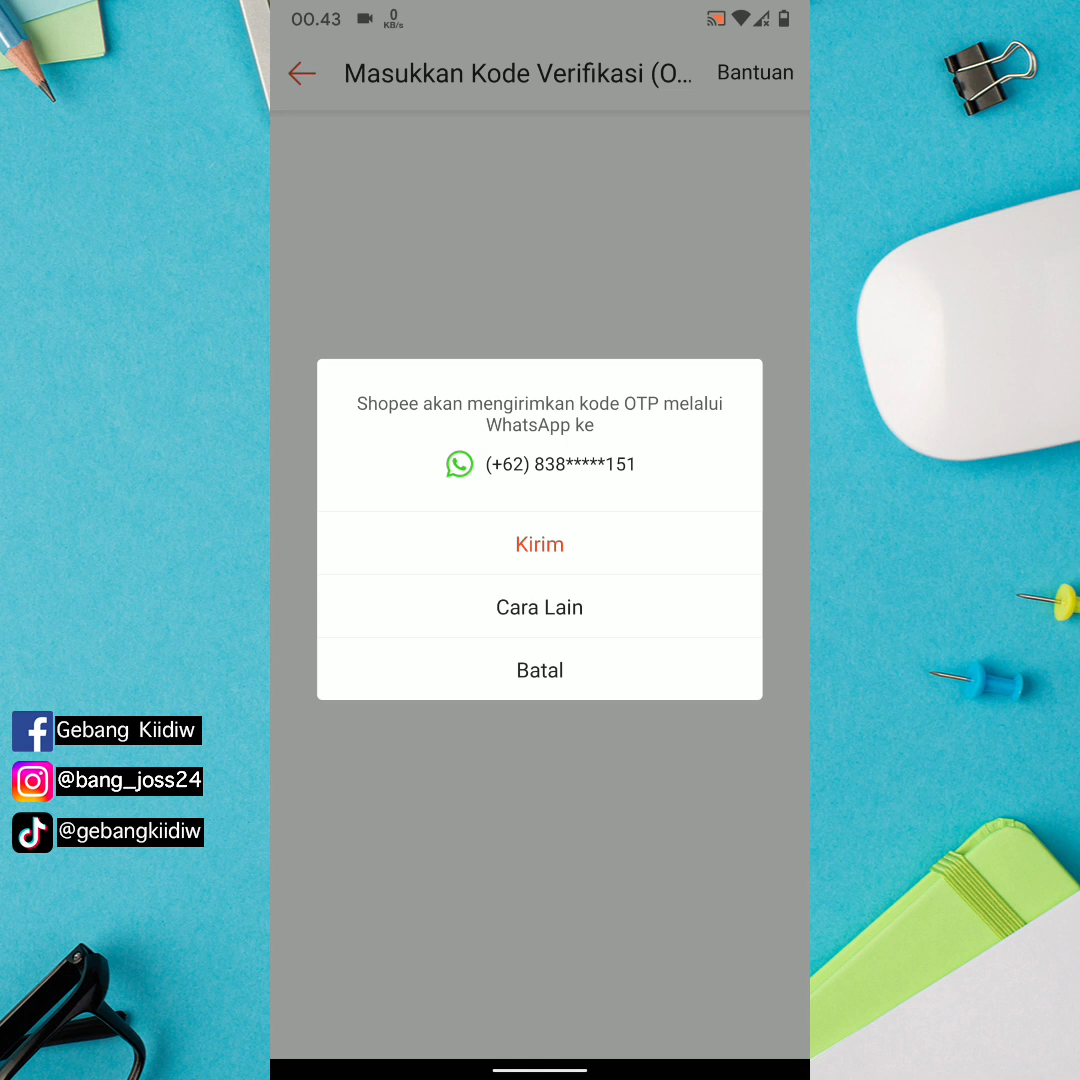 00.43
0
KB/s
Masukkan Kode Verifikasi (O...
Bantuan
Shopee akan mengirimkan kode OTP melalui
WhatsApp ke
(+62) 838*****151
Kirim
Cara Lain
Batal
Gebang Kiidiw
@bang_joss24
@gebangkiidiw